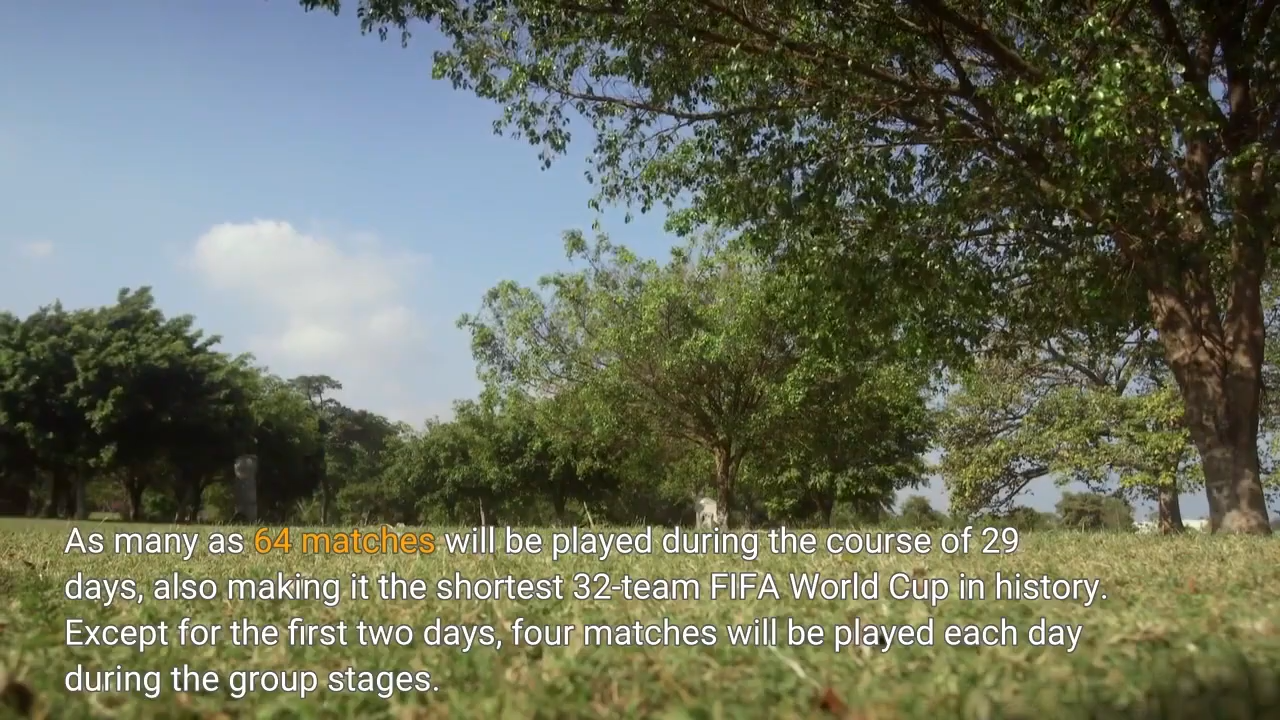 As many as 64 matches will be played during the course of 29
days, also making it the shortest 32-team FIFA World Cup in history.
Except for the first two days, four matches will be played each day
during the group stages.